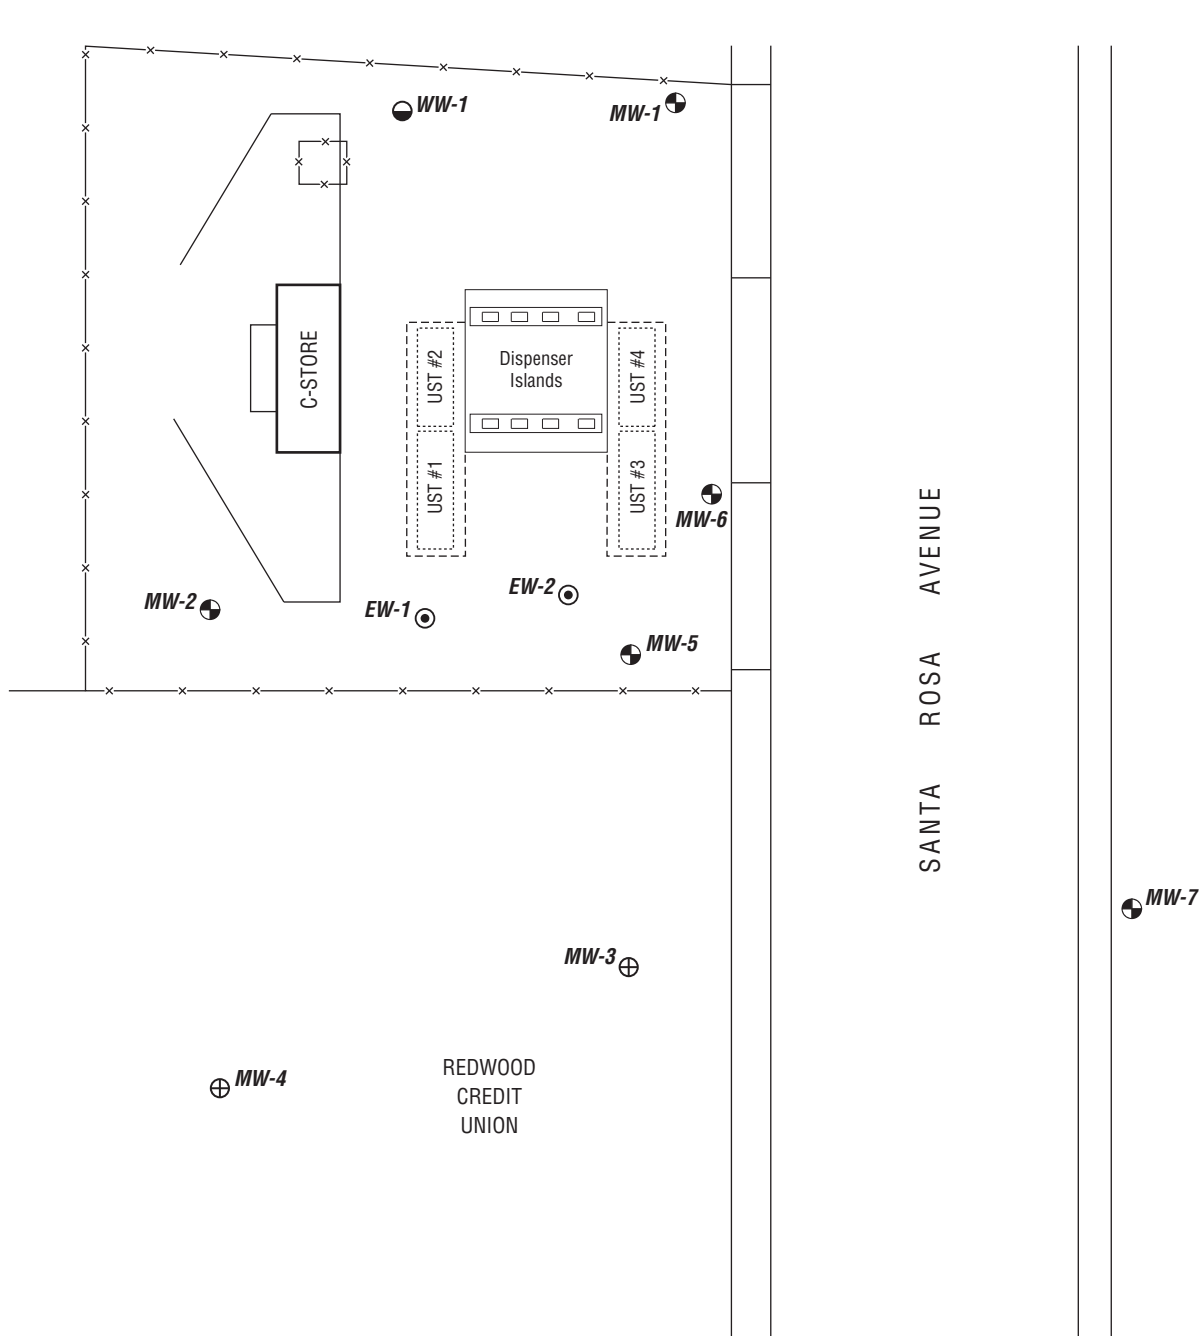 WW-1
MW-1
C-STORE
UST #2
Dispenser
Islands
UST #4
UST #1
UST #3
MW-6
SANTA ROSA AVENUE
EW-2
MW-2
EW-1
MW-5
MW-7
MW-3
MW-4
REDWOOD
CREDIT
UNION